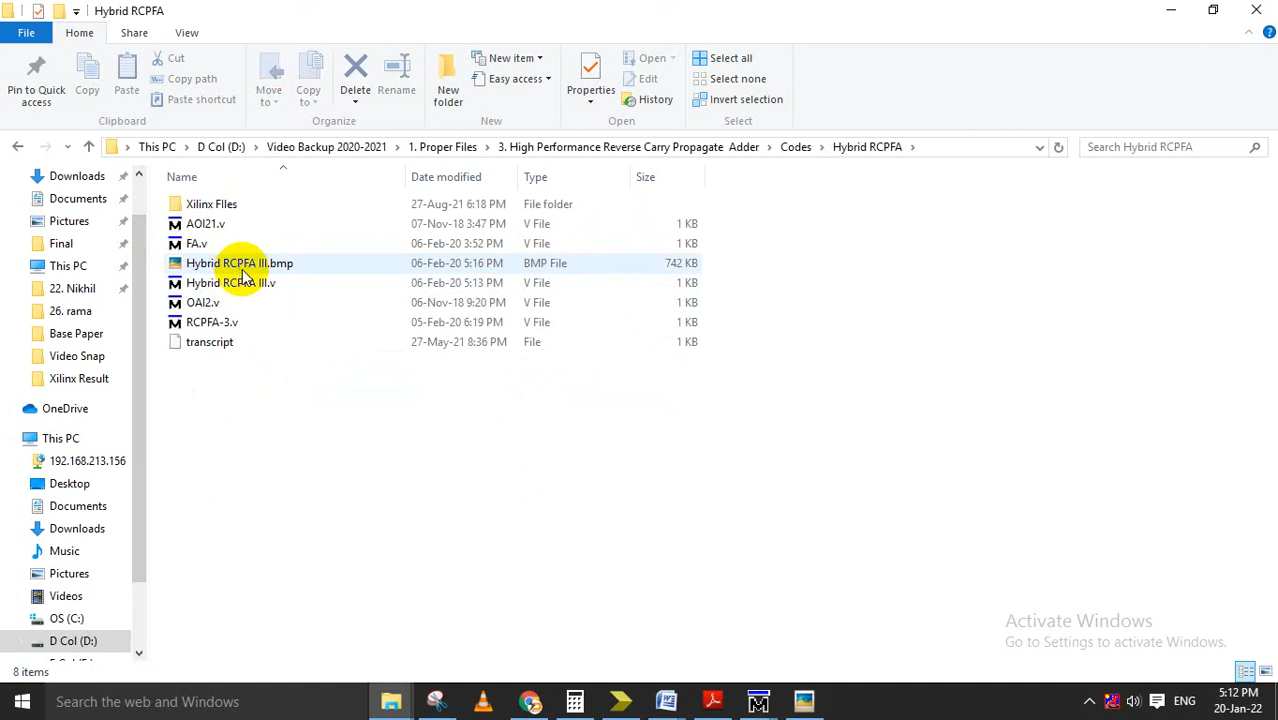 Hybrid RCPFA
File Home Share View
Pin to Quick access
Copy
Paste
Cut
Copy path
Paste shortcut
Move to
Copy to
Delete
Rename
New folder
New item
Easy access
Properties
Open
Edit
History
Select all
Select none
Invert selection
Clipboard Organize New Open Select
This PC D Col (D:) Video Backup 2020-2021 1. Proper Files 3. High Performance Reverse Carry Propagate Adder Codes Hybrid RCPFA
Search Hybrid RCPFA
Name Date modified Type Size
Xilinx FIles 27-Aug-21 6:18 PM File folder
AOI21.v 07-Nov-18 3:47 PM V File 1 KB
FA.v 06-Feb-20 3:52 PM V File 1 KB
Hybrid RCPFA III.bmp 06-Feb-20 5:16 PM BMP File 742 KB
Hybrid RCPFA III.v 06-Feb-20 5:13 PM V File 1 KB
OAI2.v 06-Nov-18 9:20 PM V File 1 KB
RCPFA-3.v 05-Feb-20 6:19 PM V File 1 KB
transcript 27-May-21 8:36 PM File 1 KB
Downloads
Documents
Pictures
Final
This PC
22. Nikhil
26. rama
Base Paper
Video Snap
Xilinx Result
OneDrive
This PC
192.168.213.156
Desktop
Documents
Downloads
Music
Pictures
Videos
OS (C:)
D Col (D:)
Activate Windows
Go to Settings to activate Windows.
8 items
Search the web and Windows
ENG
5:12 PM
20-Jan-22